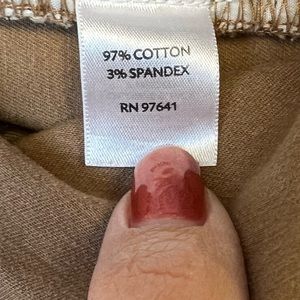 97% COTTON
3% SPANDEX
RN 97641